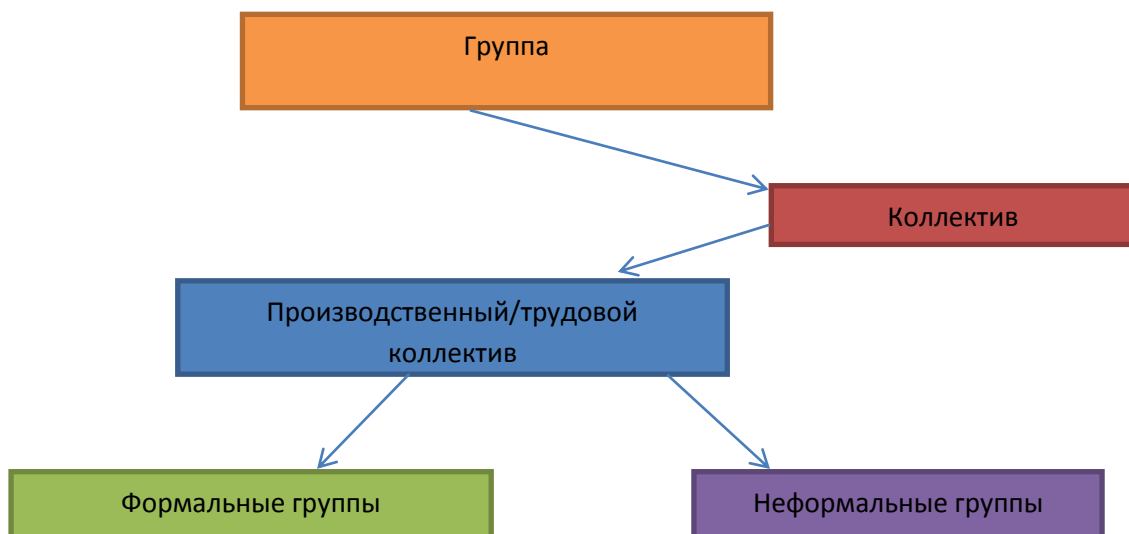 Группа
Коллектив
Производственный/трудовой
коллектив
Формальные группы
Неформальные группы